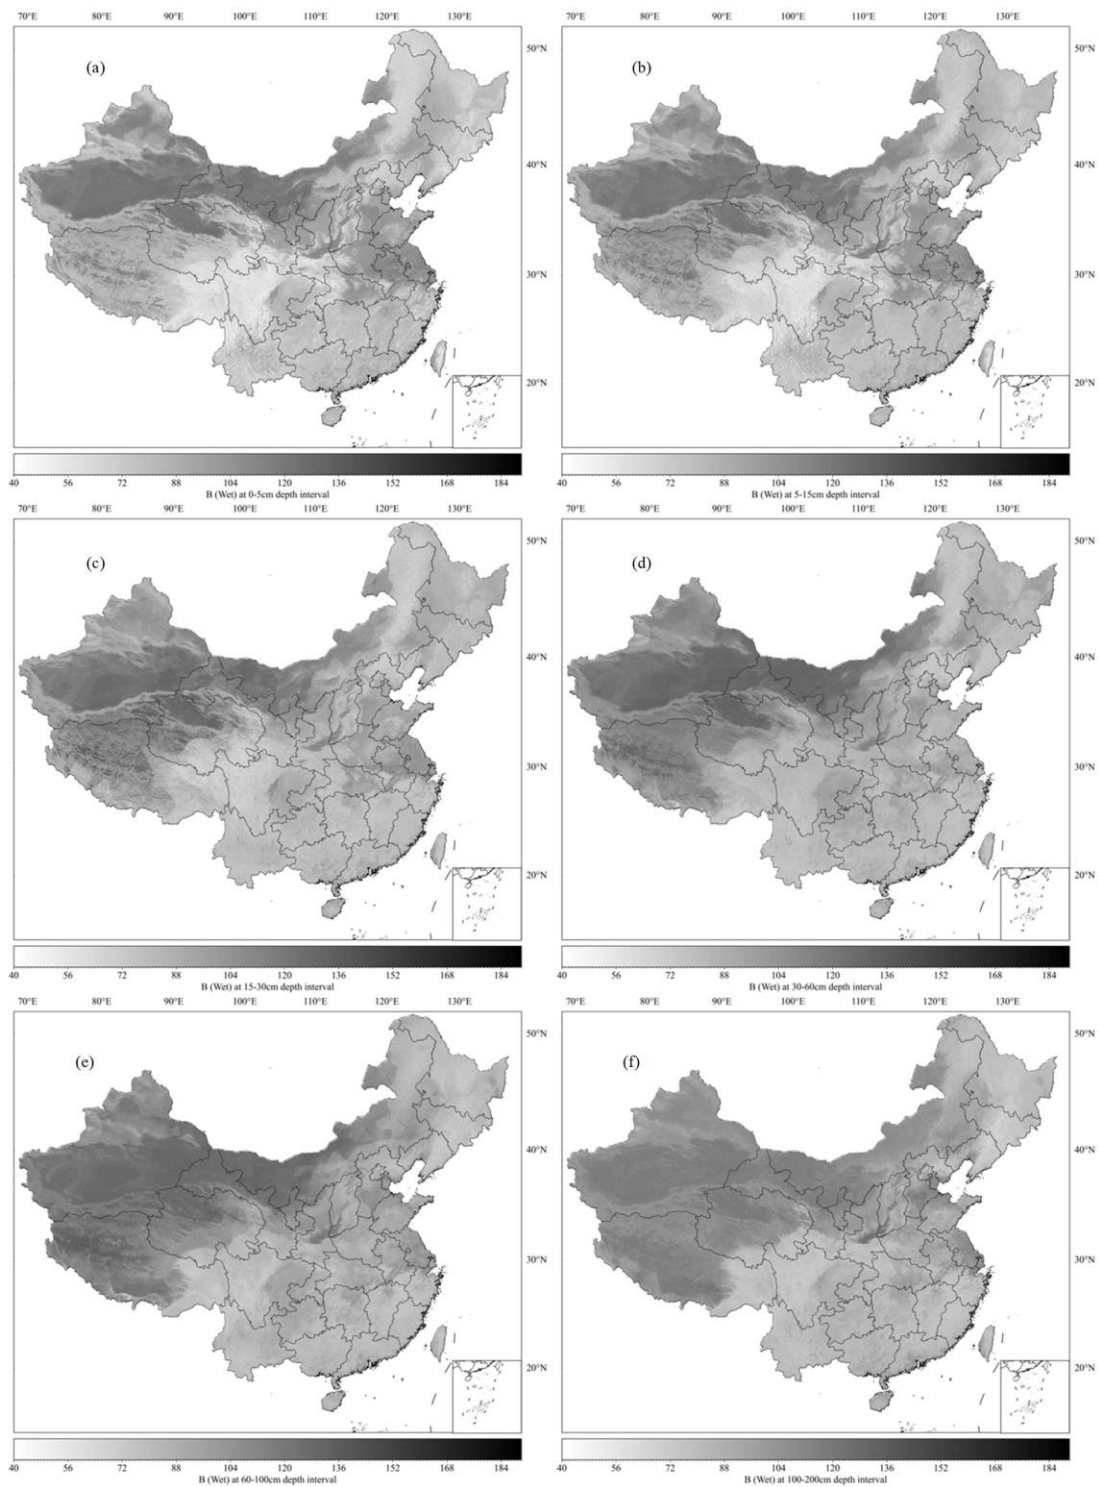 70°E 80°E 90°E 100°E 110°E 120°E 130°E
70°E 80°E 90°E 100°E 110°E 120°E 130°E
(a)
50°N
40°N
30°N
20°N
(b)
50°N
40°N
30°N
20°N
40 56 72 88 104 120 136 152 168 184
B (Wet) at 0-5cm depth interval
40 56 72 88 104 120 136 152 168 184
B (Wet) at 5-15cm depth interval
70°E 80°E 90°E 100°E 110°E 120°E 130°E
70°E 80°E 90°E 100°E 110°E 120°E 130°E
(c)
50°N
40°N
30°N
20°N
(d)
50°N
40°N
30°N
20°N
40 56 72 88 104 120 136 152 168 184
B (Wet) at 15-30cm depth interval
40 56 72 88 104 120 136 152 168 184
B (Wet) at 30-60cm depth interval
70°E 80°E 90°E 100°E 110°E 120°E 130°E
70°E 80°E 90°E 100°E 110°E 120°E 130°E
(e)
50°N
40°N
30°N
20°N
(f)
50°N
40°N
30°N
20°N
40 56 72 88 104 120 136 152 168 184
B (Wet) at 60-100cm depth interval
40 56 72 88 104 120 136 152 168 184
B (Wet) at 100-200cm depth interval